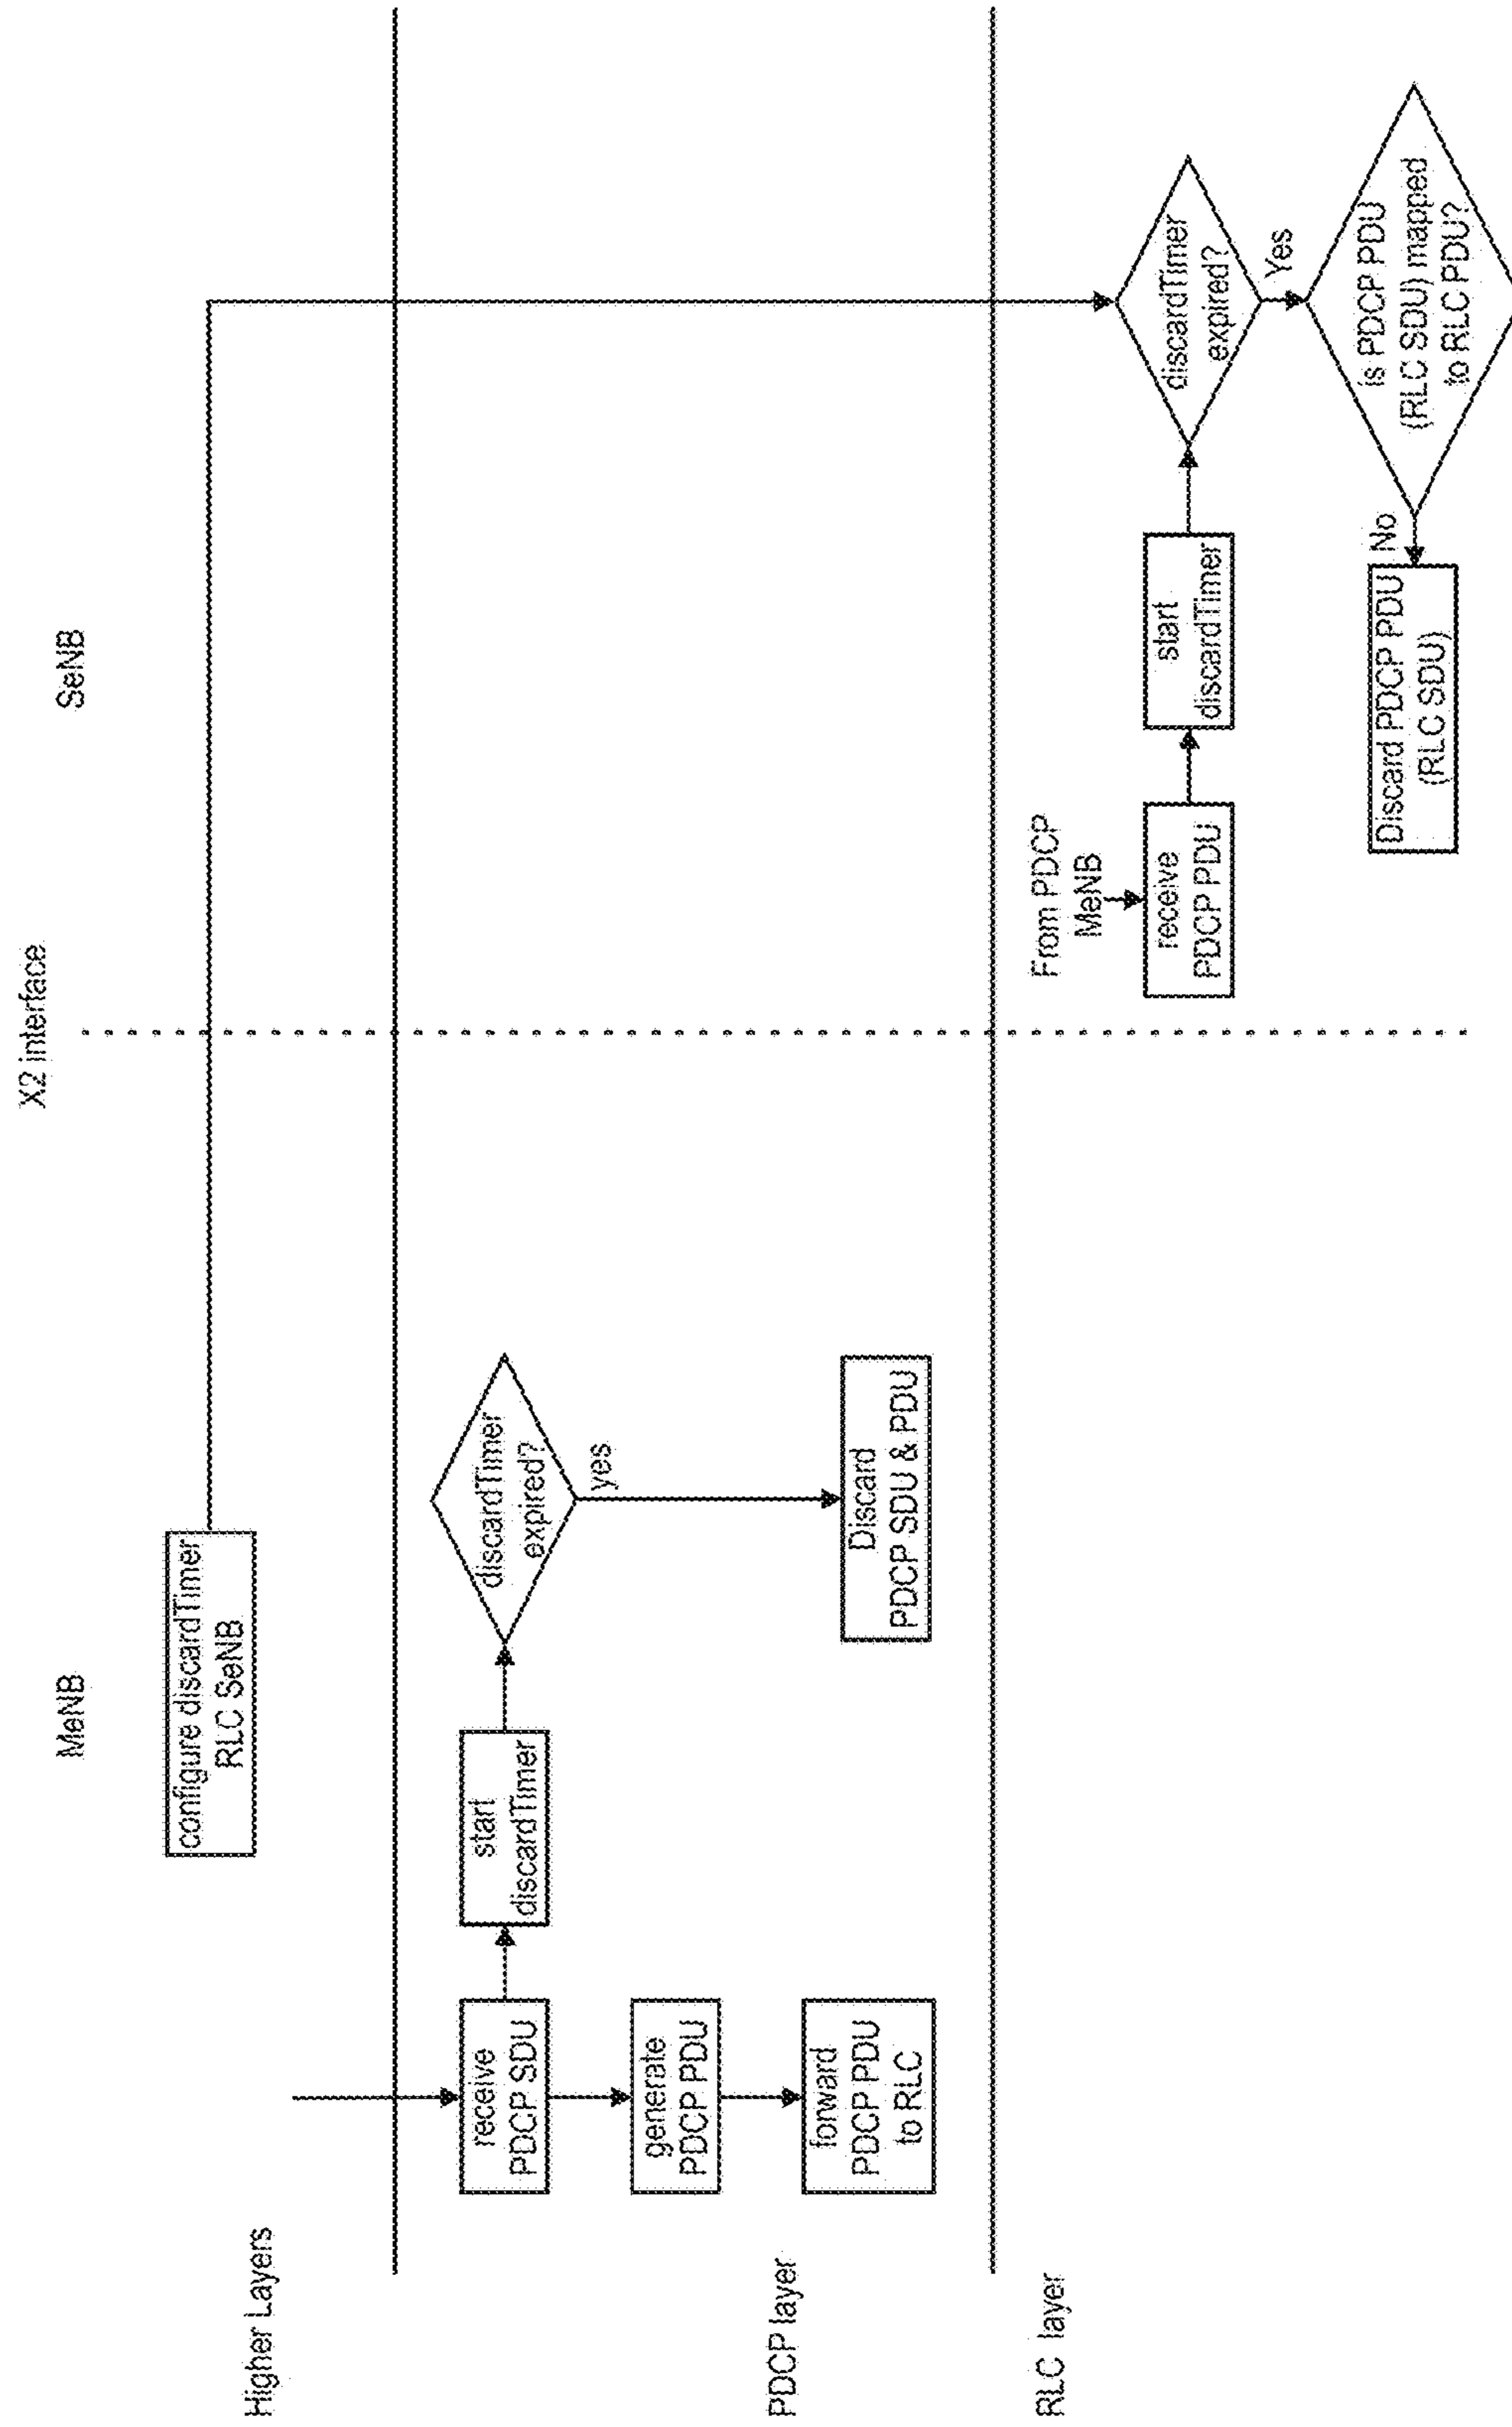 X2 interface
MeNB
SeNB
configure discardTimer
RLC SeNB
Higher Layers
receive
PDCP SDU
start
discardTimer
discardTimer
expired?
yes
generate
PDCP PDU
forward
PDCP PDU
to RLC
Discard
PDCP SDU & PDU
PDCP layer
RLC layer
From PDCP
MeNB
receive
PDCP PDU
start
discardTimer
discardTimer
expired?
Yes
is PDCP PDU
(RLC SDU) mapped
to RLC PDU?
No
Discard PDCP PDU
(RLC SDU)